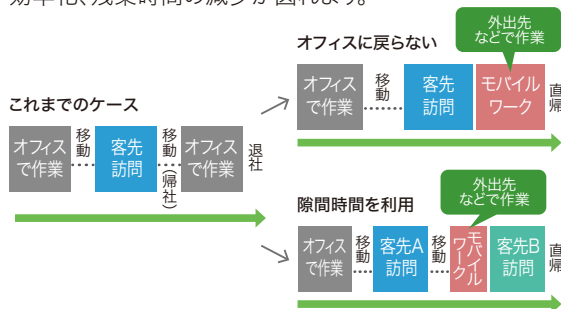 効率化、残業時間の減少が図れます。
これまでのケース
オフィス
で作業
移動
客先
訪問
移動(帰社)
オフィス
で作業
退社
オフィスに戻らない
外出先
などで作業
オフィス
で作業
移動
客先
訪問
モバイル
ワーク
直帰
隙間時間を利用
外出先
などで作業
オフィス
で作業
移動
客先A
訪問
移動
モバイル
ワーク
客先B
訪問
直帰